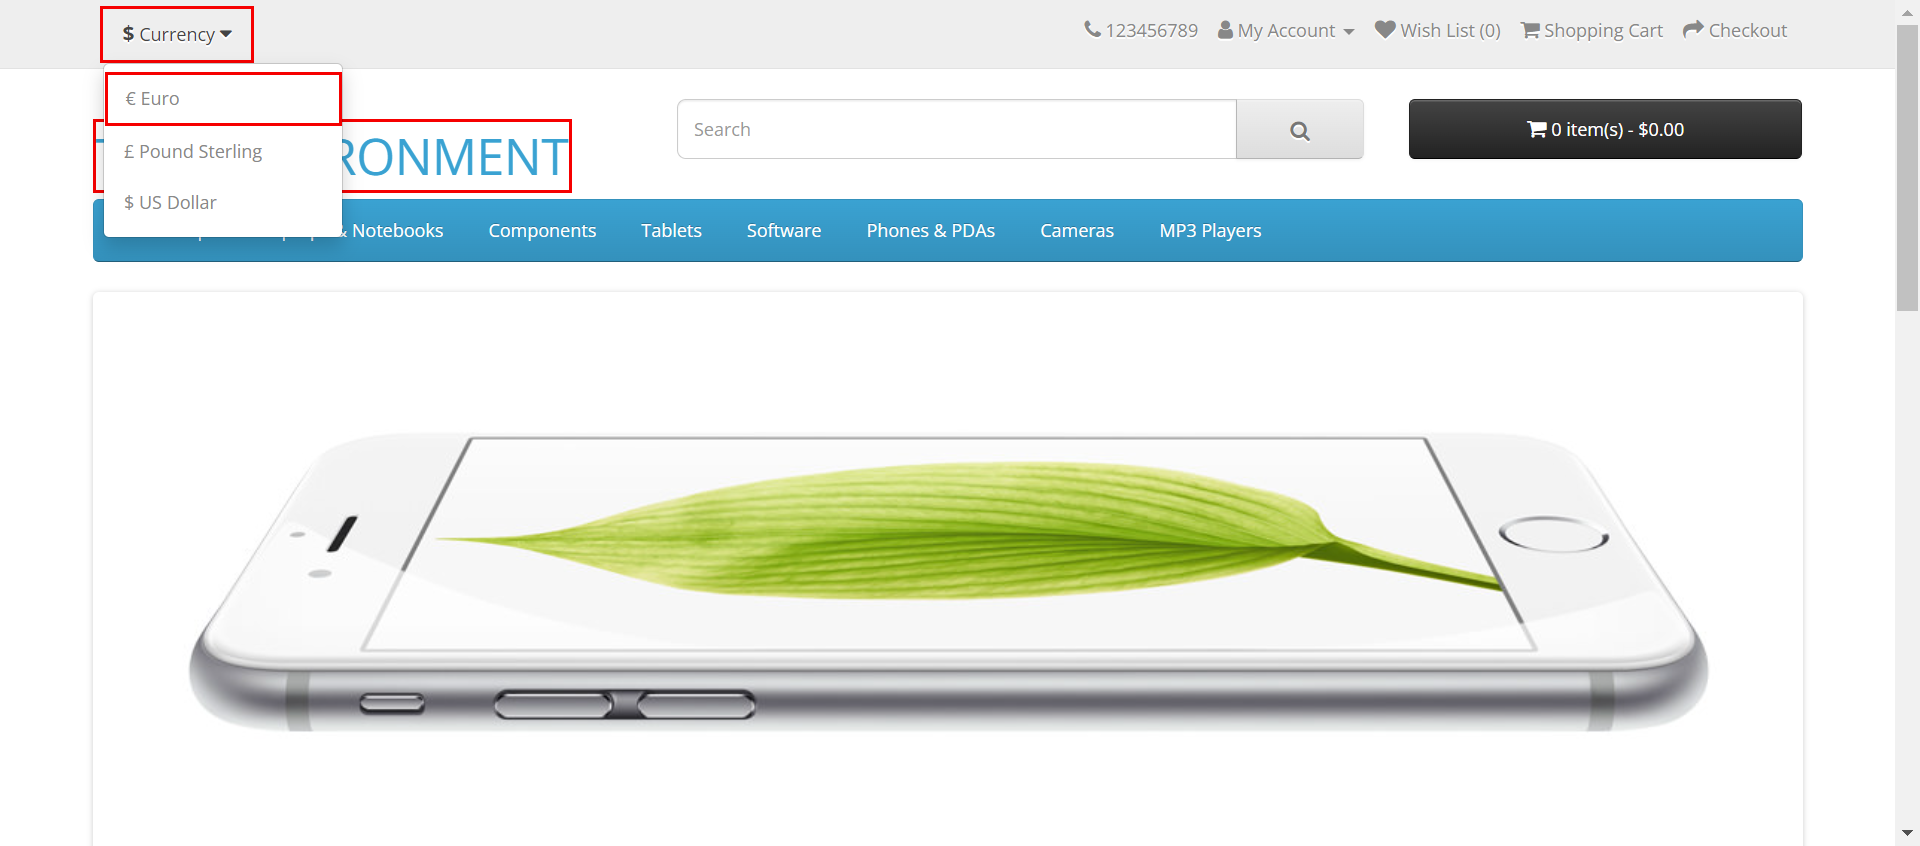 $ Currency
123456789 My Account Wish List (0) Shopping Cart Checkout
€ Euro
£ Pound Sterling
$ US Dollar
Search
0 item(s) - $0.00
& Notebooks Components Tablets Software Phones & PDAs Cameras MP3 Players